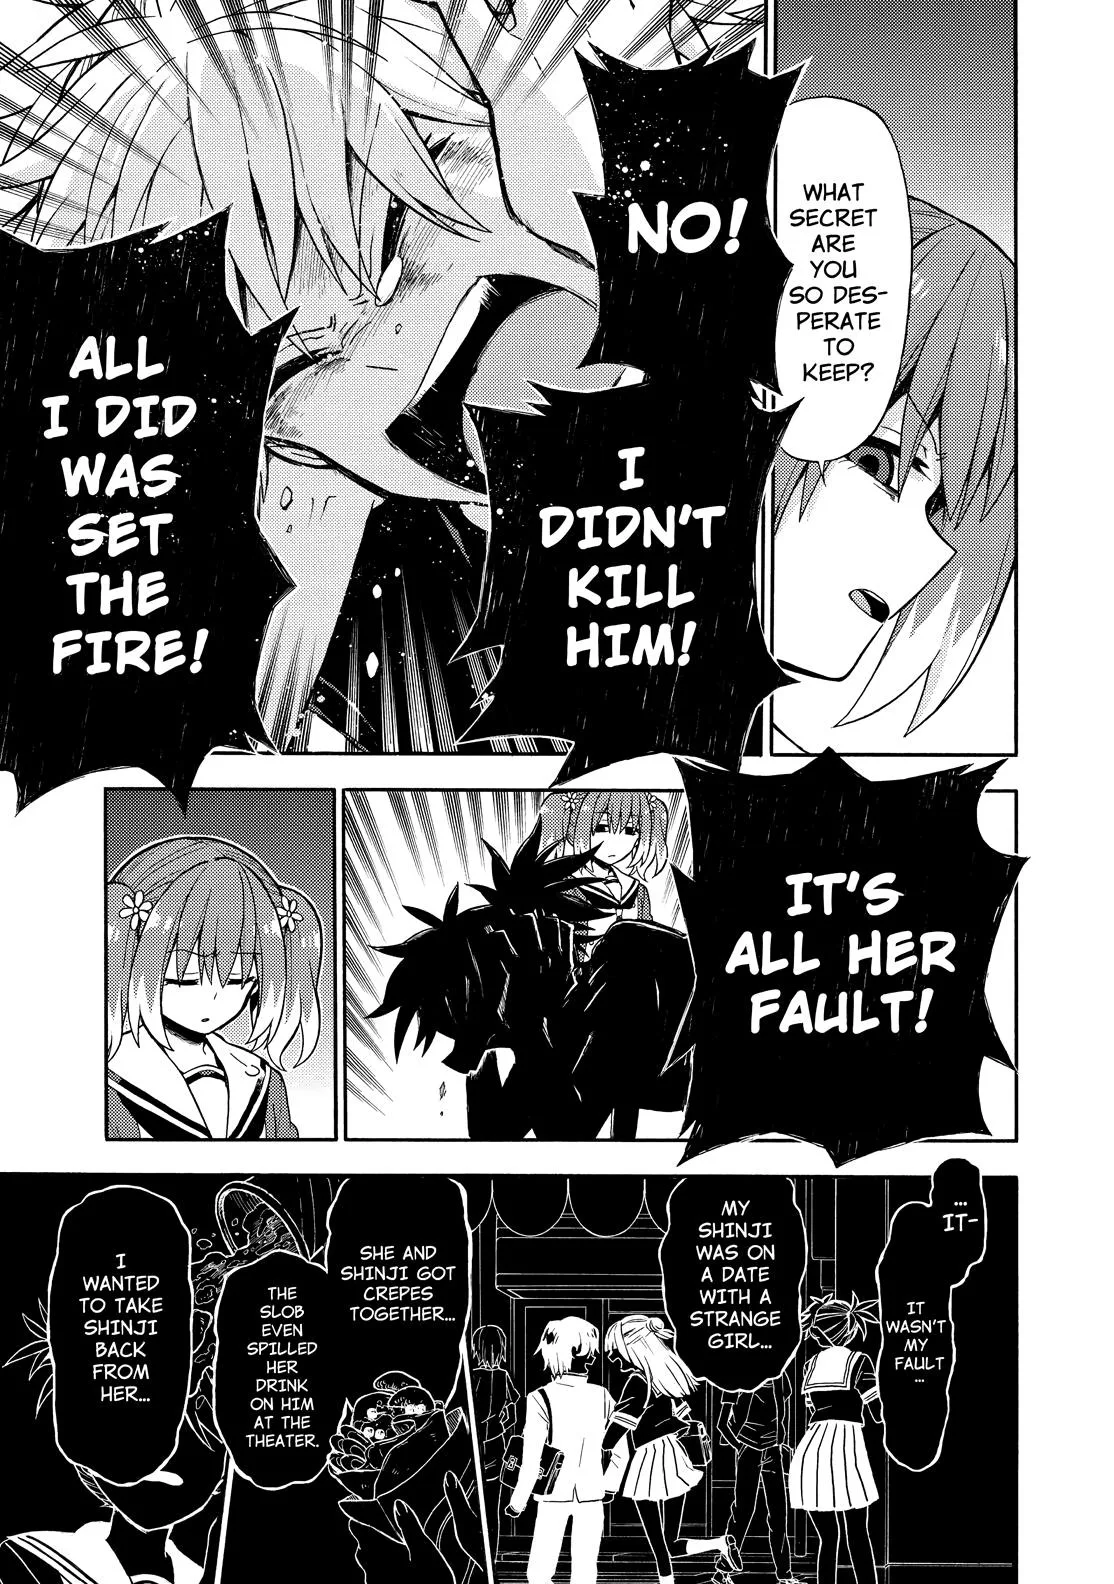 WHAT
SECRET
ARE
YOU
SO DES-
PERATE
TO
KEEP?
NO!
I
DIDN'T
KILL
HIM!
ALL
I DID
WAS
SET
THE
FIRE!
IT'S
ALL HER
FAULT!
...
IT-
IT
WASN'T
MY
FAULT
...
MY
SHINJI
WAS ON
A DATE
WITH A
STRANGE
GIRL...
SHE AND
SHINJI GOT
CREPES
TOGETHER...
THE
SLOB
EVEN
SPILLED
HER
DRINK
ON HIM
AT THE
THEATER.
I
WANTED
TO TAKE
SHINJI
BACK
FROM
HER...